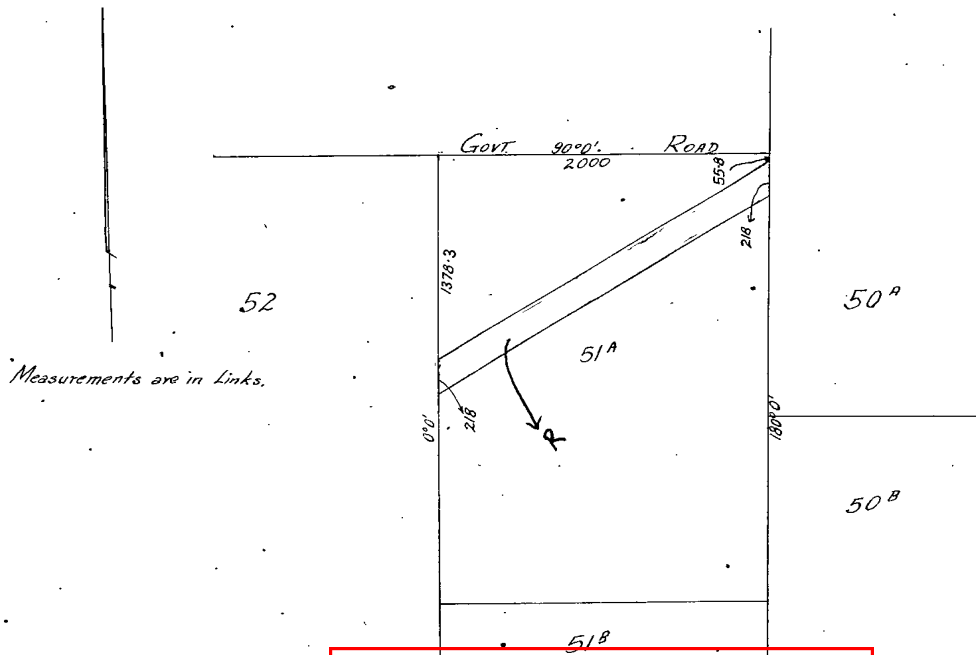 GOVT 90°0' ROAD
2000
55.8
218
1378.3
52
50ᴬ
51ᴬ
Measurements are in Links.
218
0°0'
180°0'
R
50ᴮ
51ᴮ